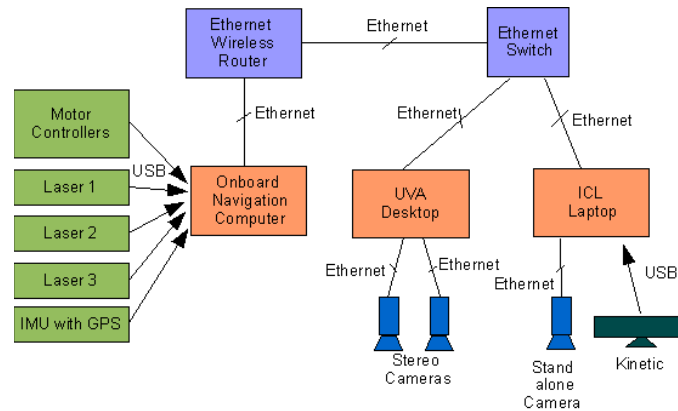 Ethernet
Wireless
Router
Ethernet
Ethernet
Switch
Motor
Controllers
Ethernet
Ethernet
Ethernet
USB
Laser 1
Onboard
Navigation
Computer
UVA
Desktop
ICL
Laptop
Laser 2
Laser 3
Ethernet
Ethernet
Ethernet
USB
IMU with GPS
Stereo
Cameras
Stand
alone
Camera
Kinetic